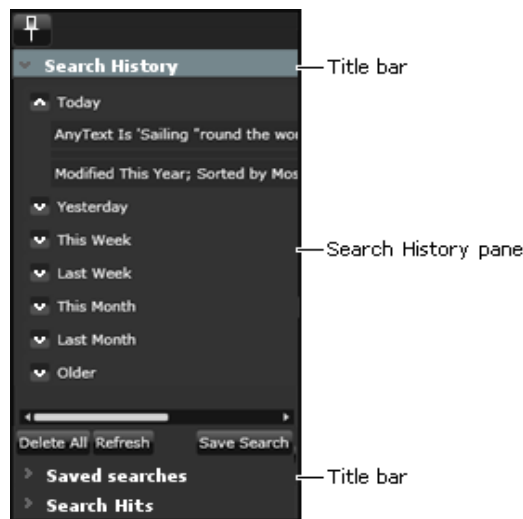 Search History
Title bar
Today
AnyText Is 'Sailing "round the wor
Modified This Year; Sorted by Mos
Yesterday
This Week
Search History pane
Last Week
This Month
Last Month
Older
Delete All Refresh Save Search
Saved searches
Title bar
Search Hits